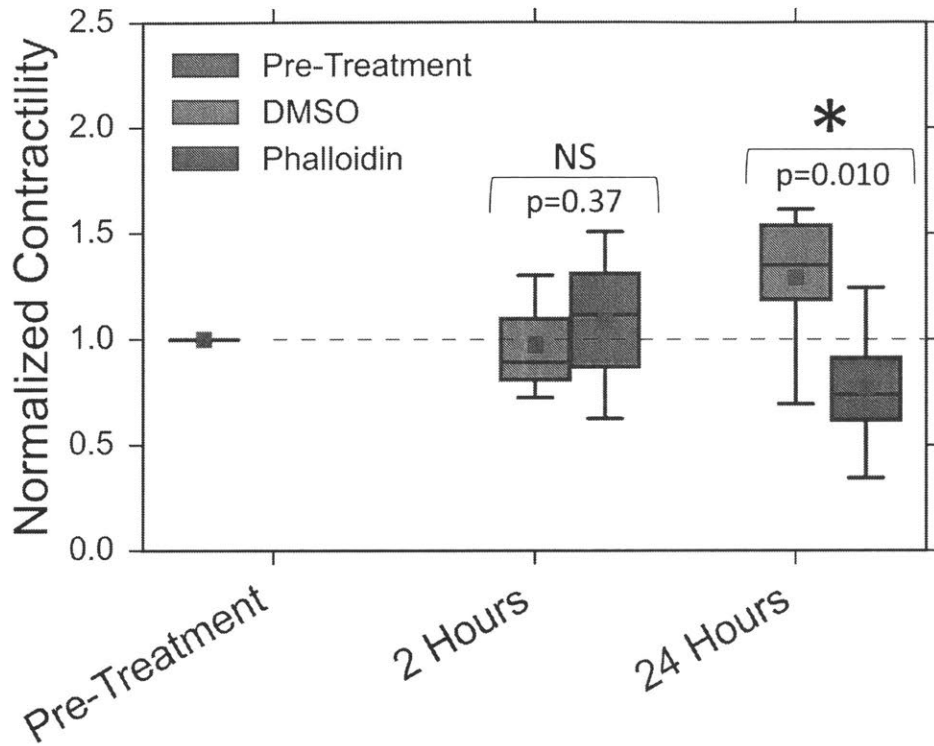 Normalized Contractility
2.5
2.0
1.5
1.0
0.5
0.0
Pre-Treatment
DMSO
Phalloidin
NS
p=0.37
*
p=0.010
Pre-Treatment
2 Hours
24 Hours